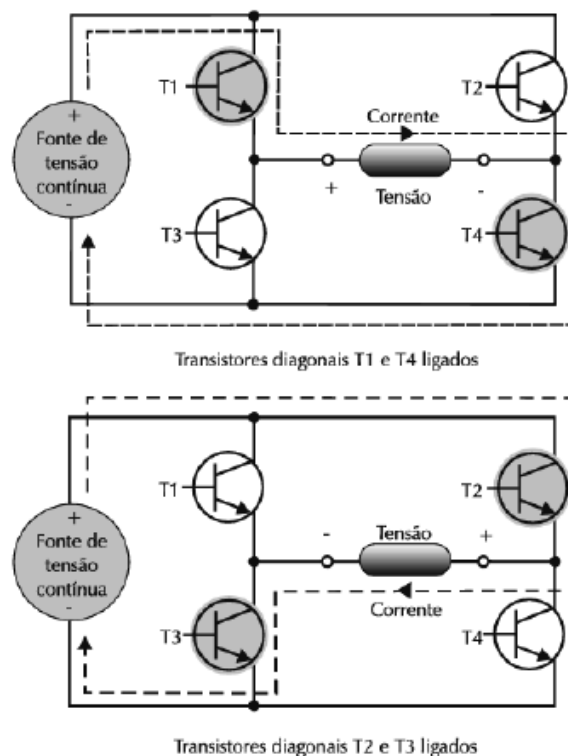 T1
T2
+
Fonte de
tensão
contínua
-
Corrente
+
Tensão
-
T3
T4
Transistores diagonais T1 e T4 ligados
T1
T2
+
Fonte de
tensão
contínua
-
-
Tensão
+
Corrente
T3
T4
Transistores diagonais T2 e T3 ligados